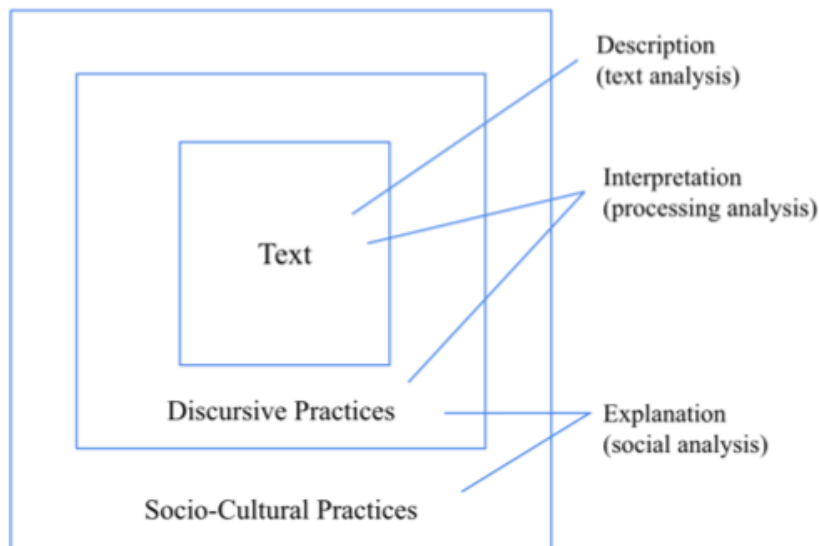 Description
(text analysis)
Interpretation
(processing analysis)
Text
Discursive Practices
Explanation
(social analysis)
Socio-Cultural Practices